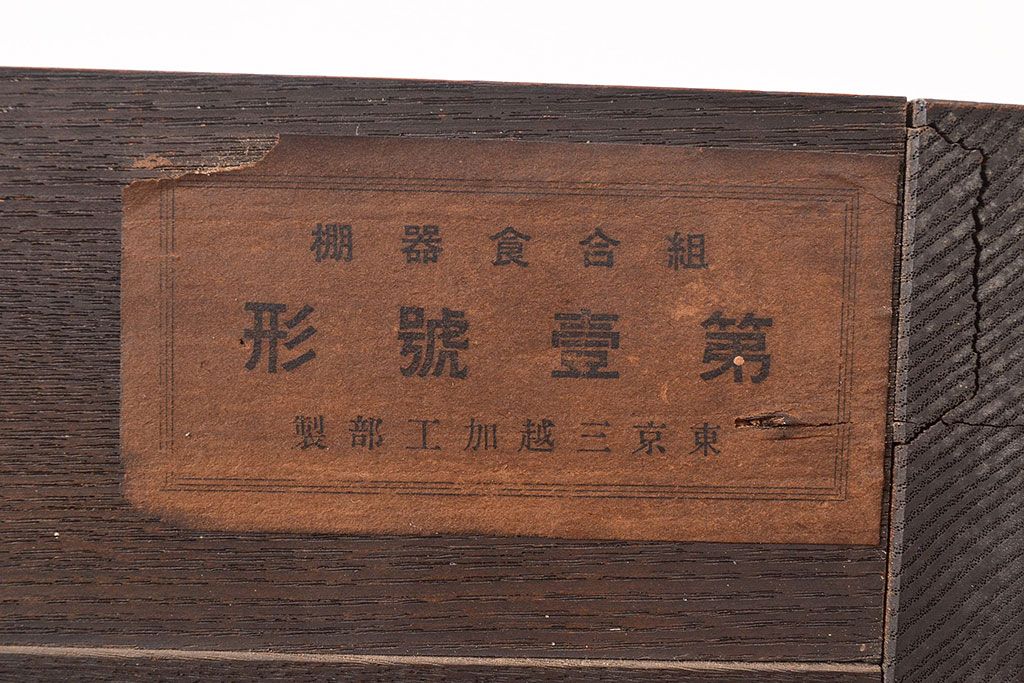 組合食器棚
第壹號形
東京三越加工部製